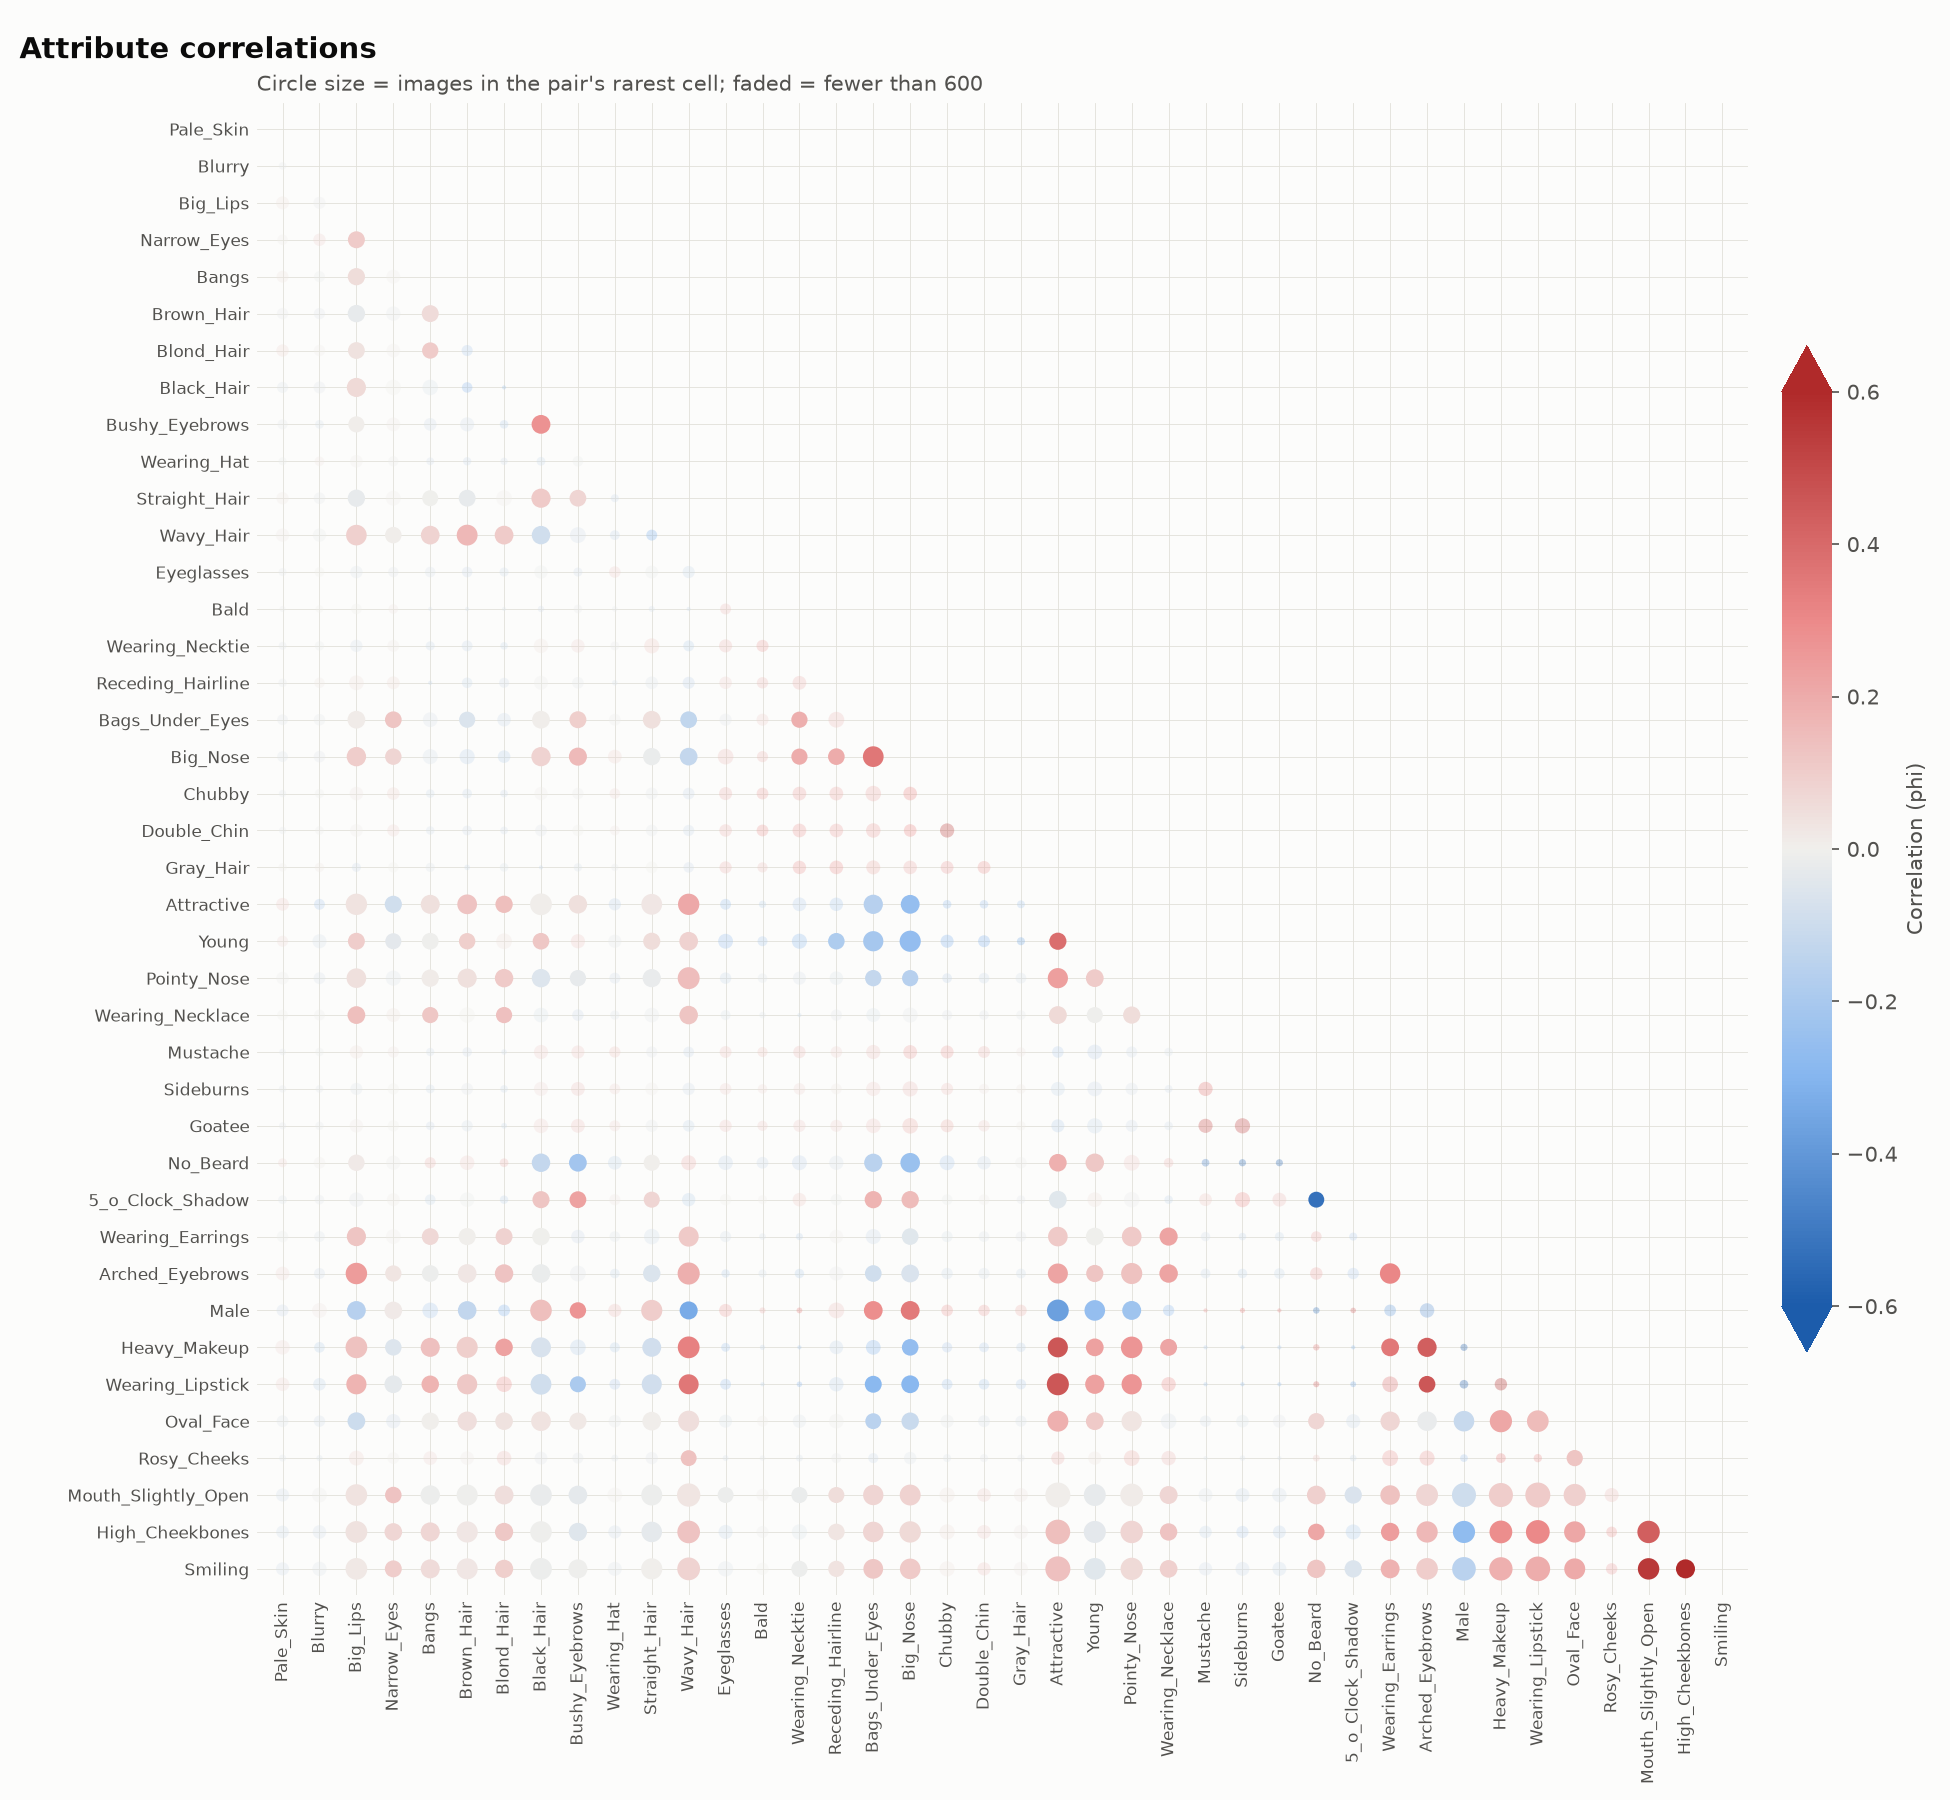 Attribute correlations
Circle size = images in the pair's rarest cell; faded = fewer than 600
Pale_Skin
Blurry
Big_Lips
Narrow_Eyes
Bangs
Brown_Hair
Blond_Hair
Black_Hair
Bushy_Eyebrows
Wearing_Hat
Straight_Hair
Wavy_Hair
Eyeglasses
Bald
Wearing_Necktie
Receding_Hairline
Bags_Under_Eyes
Big_Nose
Chubby
Double_Chin
Gray_Hair
Attractive
Young
Pointy_Nose
Wearing_Necklace
Mustache
Sideburns
Goatee
No_Beard
5_o_Clock_Shadow
Wearing_Earrings
Arched_Eyebrows
Male
Heavy_Makeup
Wearing_Lipstick
Oval_Face
Rosy_Cheeks
Mouth_Slightly_Open
High_Cheekbones
Smiling
Pale_Skin
Blurry
Big_Lips
Narrow_Eyes
Bangs
Brown_Hair
Blond_Hair
Black_Hair
Bushy_Eyebrows
Wearing_Hat
Straight_Hair
Wavy_Hair
Eyeglasses
Bald
Wearing_Necktie
Receding_Hairline
Bags_Under_Eyes
Big_Nose
Chubby
Double_Chin
Gray_Hair
Attractive
Young
Pointy_Nose
Wearing_Necklace
Mustache
Sideburns
Goatee
No_Beard
5_o_Clock_Shadow
Wearing_Earrings
Arched_Eyebrows
Male
Heavy_Makeup
Wearing_Lipstick
Oval_Face
Rosy_Cheeks
Mouth_Slightly_Open
High_Cheekbones
Smiling
0.6
0.4
0.2
0.0
−0.2
−0.4
−0.6
Correlation (phi)